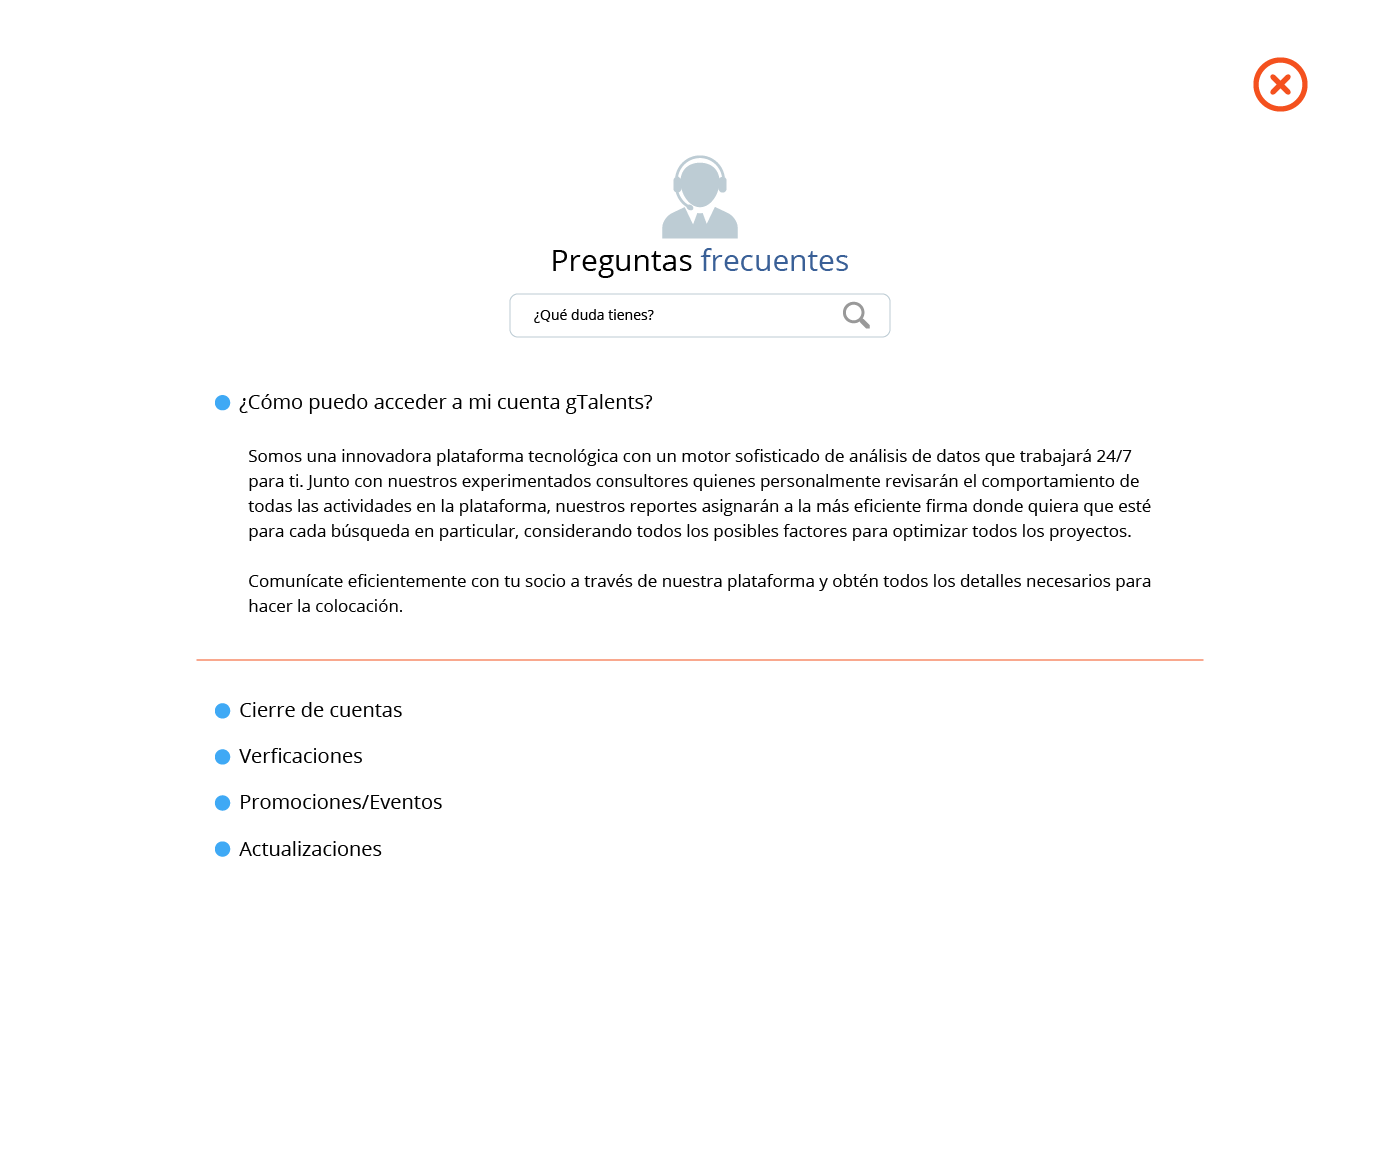 Preguntas frecuentes
¿Qué duda tienes?
¿Cómo puedo acceder a mi cuenta gTalents?
Somos una innovadora plataforma tecnológica con un motor sofisticado de análisis de datos que trabajará 24/7
para ti. Junto con nuestros experimentados consultores quienes personalmente revisarán el comportamiento de
todas las actividades en la plataforma, nuestros reportes asignarán a la más eficiente firma donde quiera que esté
para cada búsqueda en particular, considerando todos los posibles factores para optimizar todos los proyectos.
Comunícate eficientemente con tu socio a través de nuestra plataforma y obtén todos los detalles necesarios para
hacer la colocación.
Cierre de cuentas
Verficaciones
Promociones/Eventos
Actualizaciones